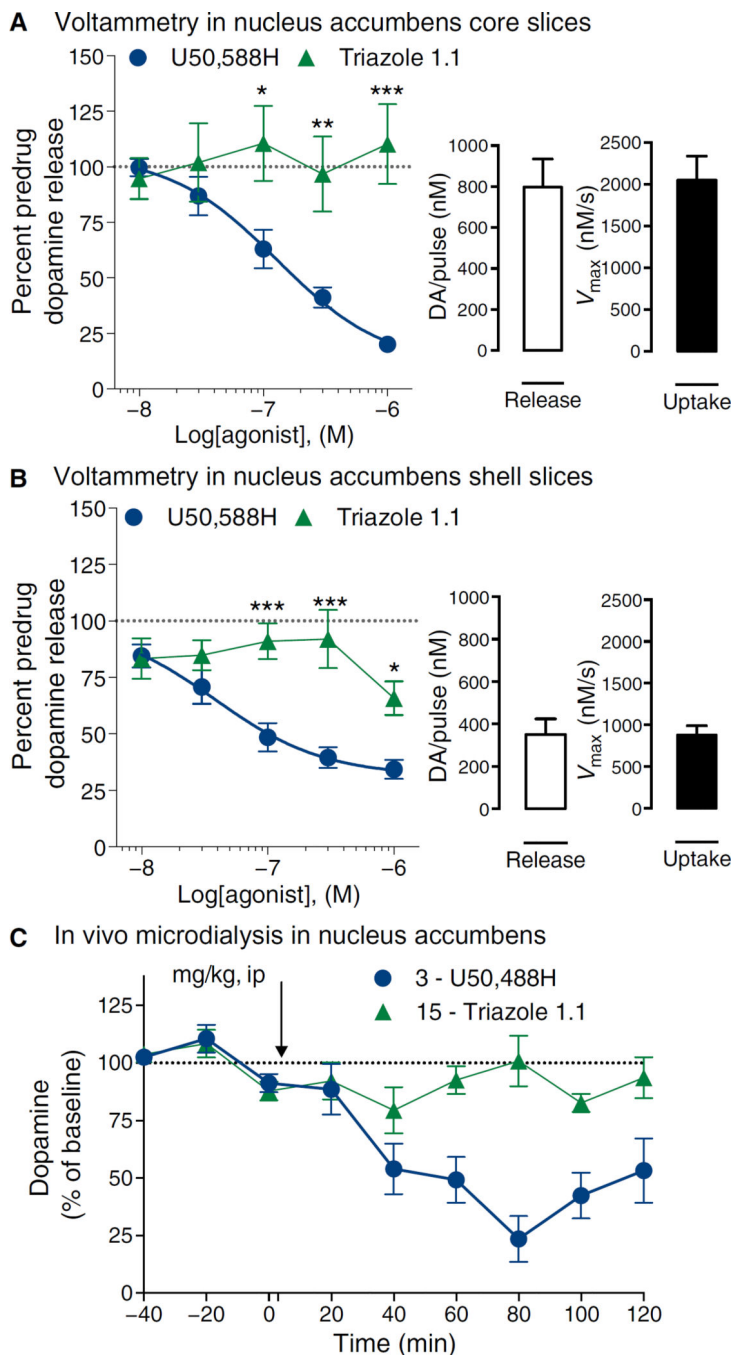 A Voltammetry in nucleus accumbens core slices
U50,588H Triazole 1.1
150
125
100
75
50
25
0
Percent predrug
dopamine release
* ** ***
−8 −7 −6
Log[agonist], (M)
1000
800
600
400
200
0
DA/pulse (nM)
Release
2500
2000
1500
1000
500
0
Vmax (nM/s)
Uptake
B Voltammetry in nucleus accumbens shell slices
U50,588H Triazole 1.1
150
125
100
75
50
25
0
Percent predrug
dopamine release
*** *** *
−8 −7 −6
Log[agonist], (M)
1000
800
600
400
200
0
DA/pulse (nM)
Release
2500
2000
1500
1000
500
0
Vmax (nM/s)
Uptake
C In vivo microdialysis in nucleus accumbens
mg/kg, ip
3 - U50,488H
15 - Triazole 1.1
125
100
75
50
25
0
Dopamine
(% of baseline)
−40 −20 0 20 40 60 80 100 120
Time (min)